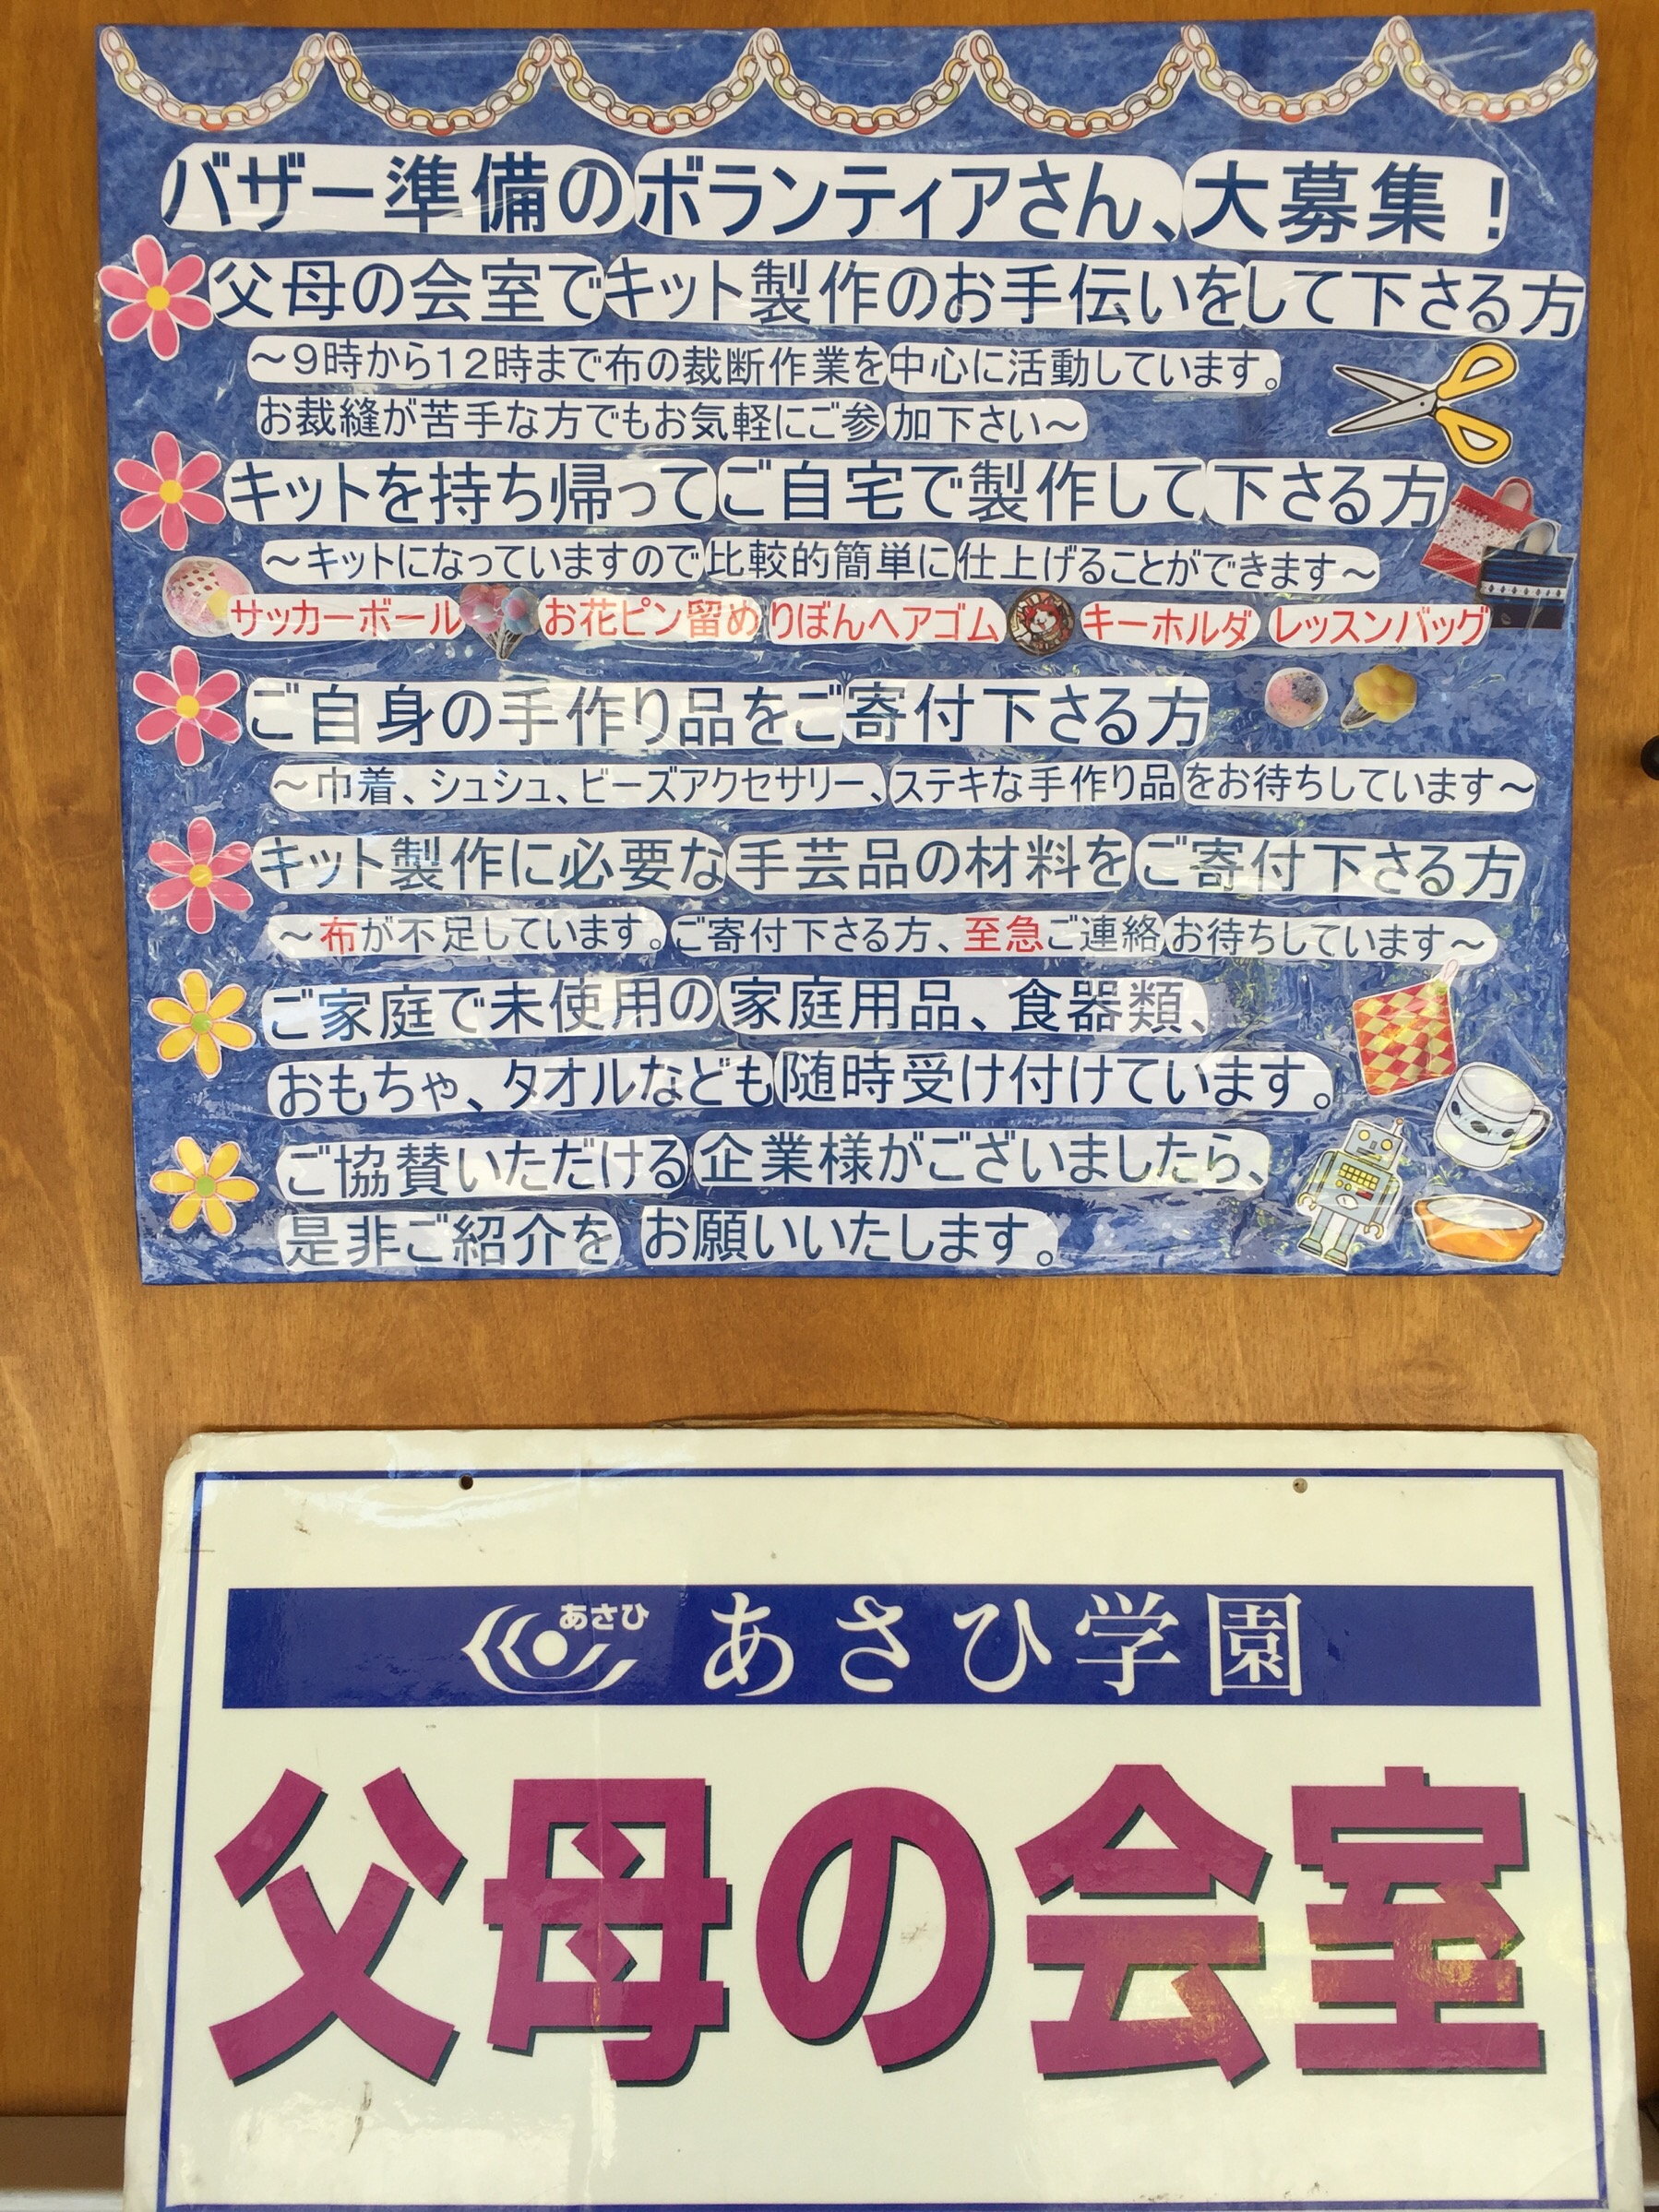 バザー準備のボランティアさん、大募集！
父母の会室でキット製作のお手伝いをして下さる方
～９時から１２時まで布の裁断作業を中心に活動しています。
お裁縫が苦手な方でもお気軽にご参加下さい～
キットを持ち帰ってご自宅で製作して下さる方
～キットになっていますので比較的簡単に仕上げることができます～
サッカーボール お花ピン留め りぼんヘアゴム キーホルダ レッスンバッグ
ご自身の手作り品をご寄付下さる方
～巾着、シュシュ、ビーズアクセサリー、ステキな手作り品をお待ちしています～
キット製作に必要な手芸品の材料をご寄付下さる方
～布が不足しています。ご寄付下さる方、至急ご連絡お待ちしています～
ご家庭で未使用の家庭用品、食器類、
おもちゃ、タオルなども随時受け付けています。
ご協賛いただける企業様がございましたら、
是非ご紹介をお願いいたします。
あさひ あさひ学園
父母の会室